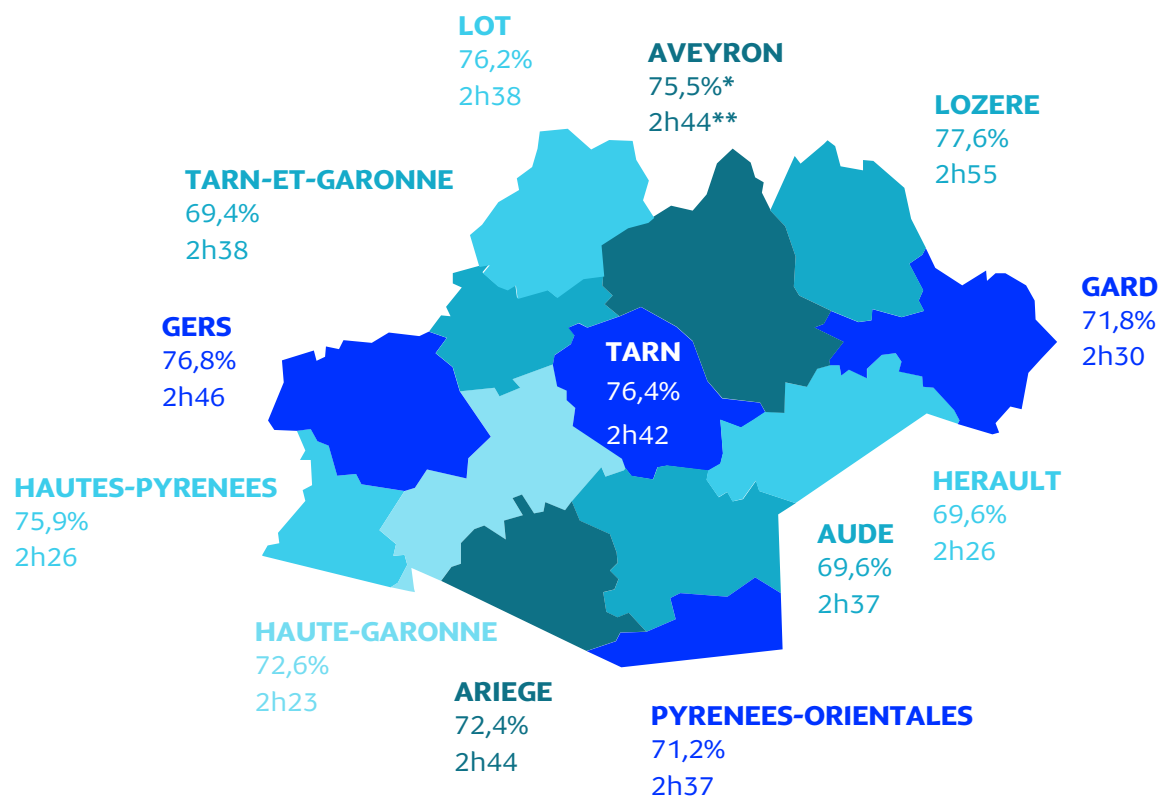 LOT
76,2%
2h38
AVEYRON
75,5%*
2h44**
LOZERE
77,6%
2h55
TARN-ET-GARONNE
69,4%
2h38
GARD
71,8%
2h30
GERS
76,8%
2h46
TARN
76,4%
2h42
HAUTES-PYRENEES
75,9%
2h26
HERAULT
69,6%
2h26
AUDE
69,6%
2h37
HAUTE-GARONNE
72,6%
2h23
ARIEGE
72,4%
2h44
PYRENEES-ORIENTALES
71,2%
2h37